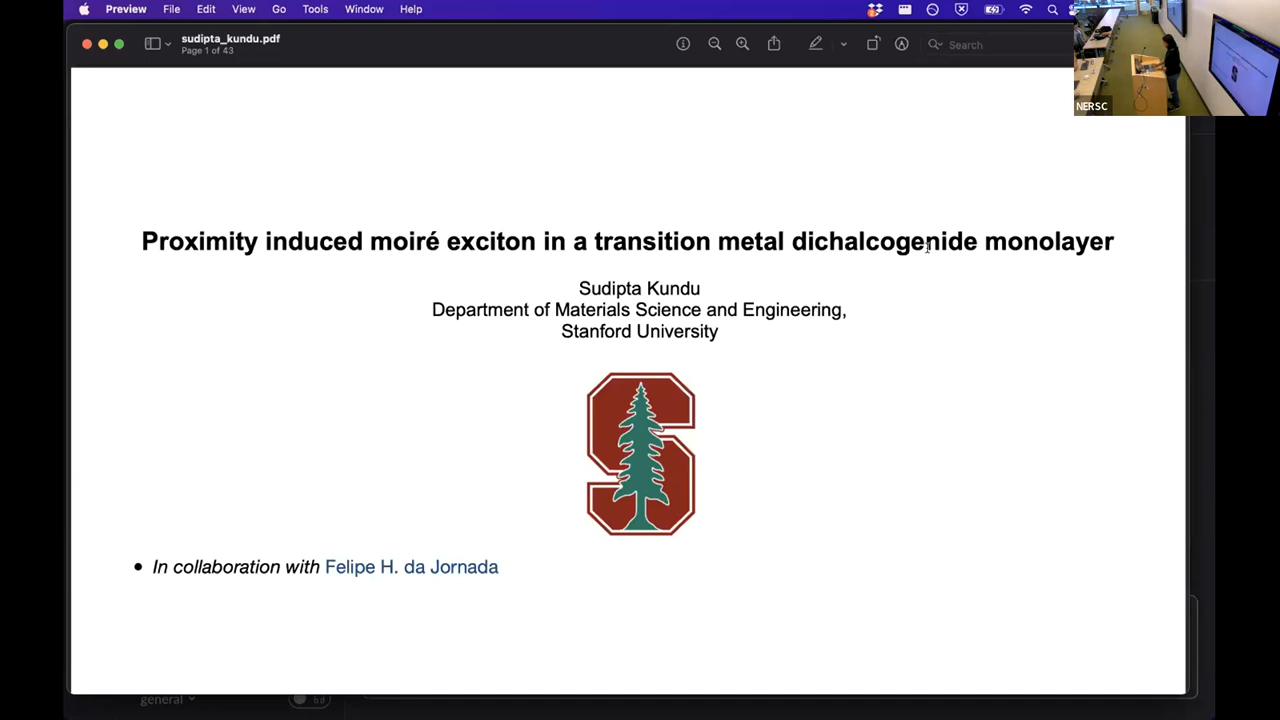 Preview File Edit View Go Tools Window Help
sudipta_kundu.pdf
Page 1 of 43
Search
NERSC
Proximity induced moiré exciton in a transition metal dichalcogenide monolayer
Sudipta Kundu
Department of Materials Science and Engineering,
Stanford University
S
• In collaboration with Felipe H. da Jornada
general